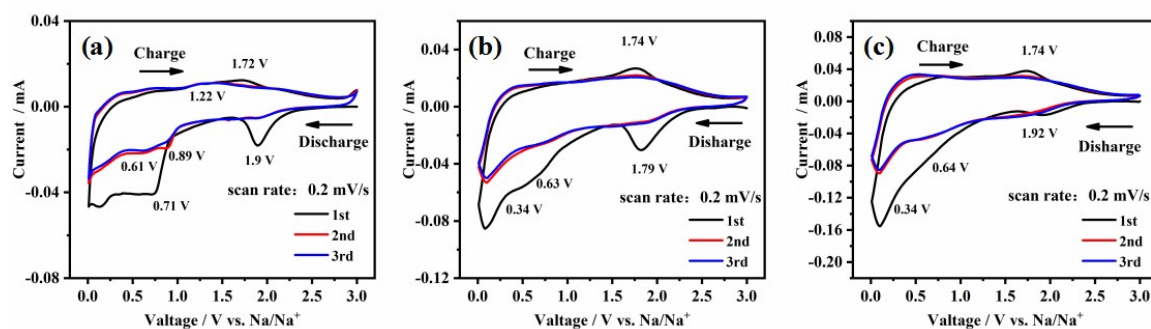 (a)
0.04
0.00
-0.04
-0.08
Current / mA
Charge
1.72 V
1.22 V
Discharge
0.61 V
0.89 V
1.9 V
0.71 V
scan rate: 0.2 mV/s
1st
2nd
3rd
0.0 0.5 1.0 1.5 2.0 2.5 3.0
Valtage / V vs. Na/Na⁺
(b)
0.04
0.00
-0.04
-0.08
-0.12
Current / mA
1.74 V
Charge
Discharge
0.63 V
1.79 V
0.34 V
scan rate: 0.2 mV/s
1st
2nd
3rd
0.0 0.5 1.0 1.5 2.0 2.5 3.0
Valtage / V vs. Na/Na⁺
(c)
0.08
0.04
0.00
-0.04
-0.08
-0.12
-0.16
-0.20
Current / mA
1.74 V
Charge
1.92 V
Discharge
0.64 V
0.34 V
scan rate: 0.2 mV/s
1st
2nd
3rd
0.0 0.5 1.0 1.5 2.0 2.5 3.0
Valtage / V vs. Na/Na⁺